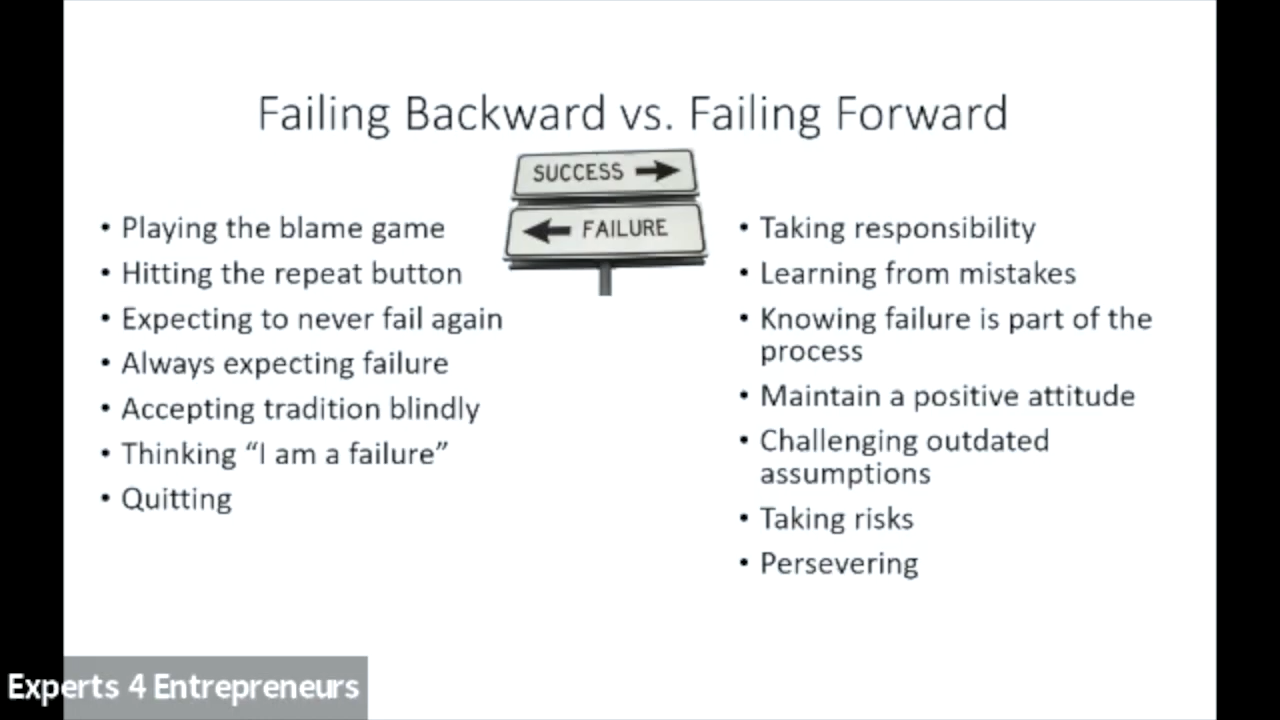 Failing Backward vs. Failing Forward
SUCCESS
FAILURE
• Playing the blame game
• Hitting the repeat button
• Expecting to never fail again
• Always expecting failure
• Accepting tradition blindly
• Thinking “I am a failure”
• Quitting
• Taking responsibility
• Learning from mistakes
• Knowing failure is part of the
process
• Maintain a positive attitude
• Challenging outdated
assumptions
• Taking risks
• Persevering
Experts 4 Entrepreneurs